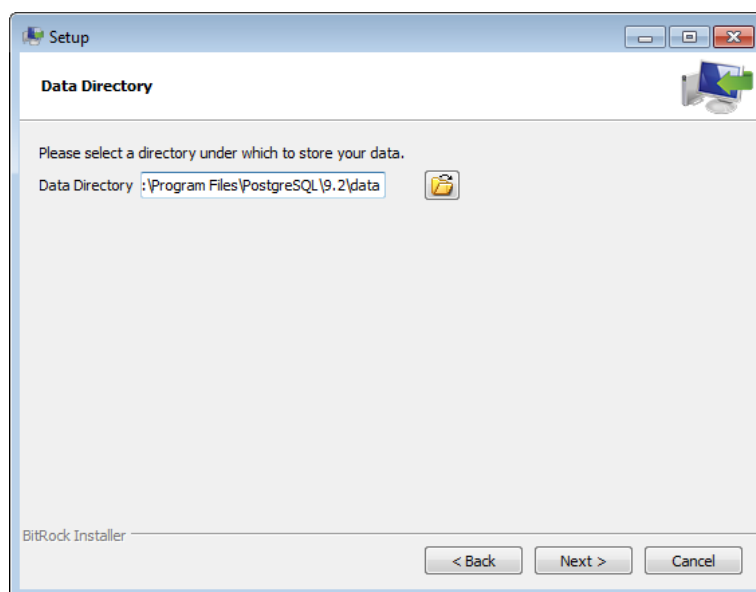 Setup
Data Directory
Please select a directory under which to store your data.
Data Directory :\Program Files\PostgreSQL\9.2\data
BitRock Installer
< Back Next > Cancel